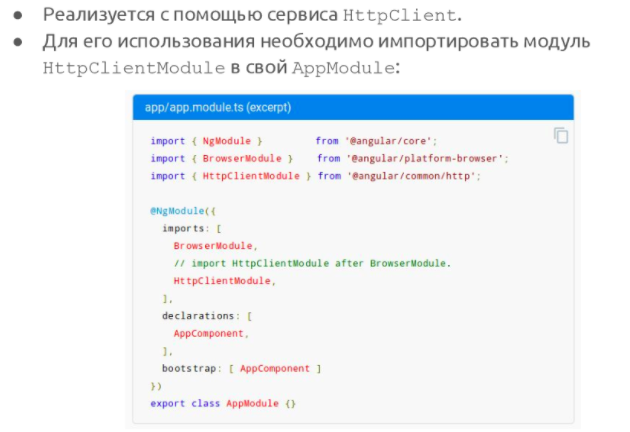 ● Реализуется с помощью сервиса HttpClient.
● Для его использования необходимо импортировать модуль
HttpClientModule в свой AppModule:
app/app.module.ts (excerpt)
import { NgModule }         from '@angular/core';
import { BrowserModule }    from '@angular/platform-browser';
import { HttpClientModule } from '@angular/common/http';
@NgModule({
  imports: [
    BrowserModule,
    // import HttpClientModule after BrowserModule.
    HttpClientModule,
  ],
  declarations: [
    AppComponent,
  ],
  bootstrap: [ AppComponent ]
})
export class AppModule {}